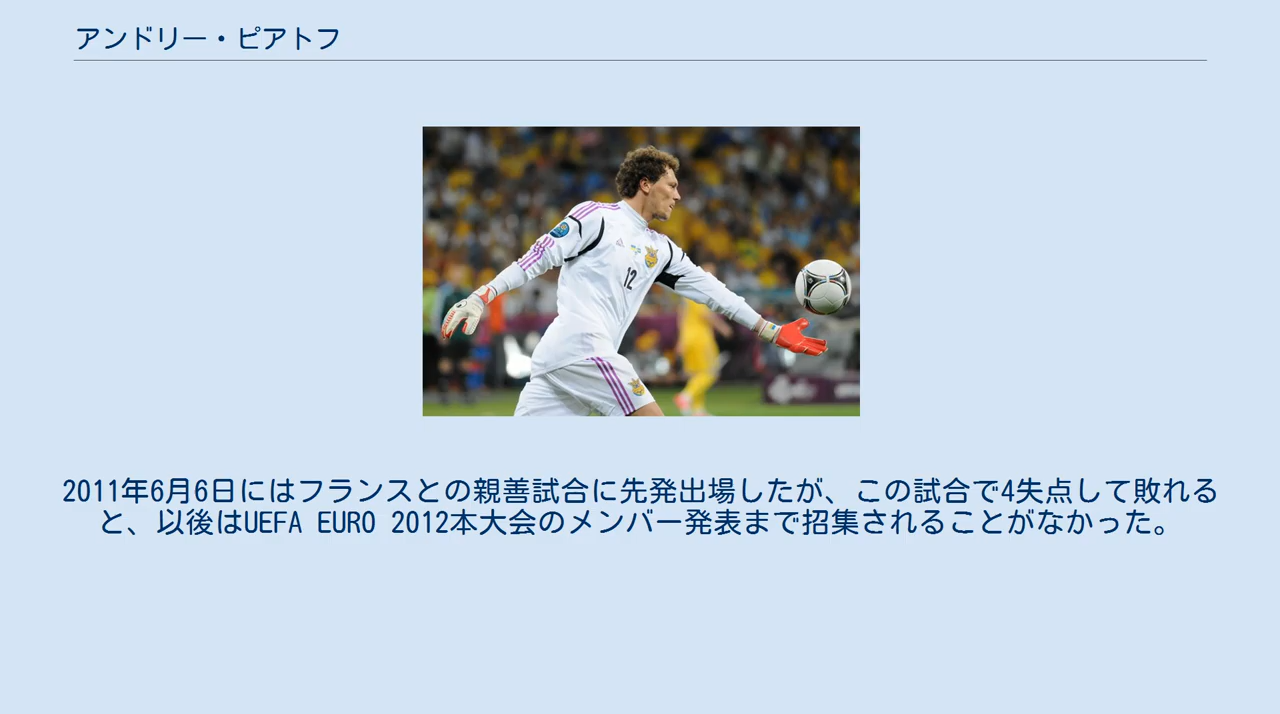 アンドリー・ピアトフ
12
2011年6月6日にはフランスとの親善試合に先発出場したが、この試合で4失点して敗れる
と、以後はUEFA EURO 2012本大会のメンバー発表まで招集されることがなかった。